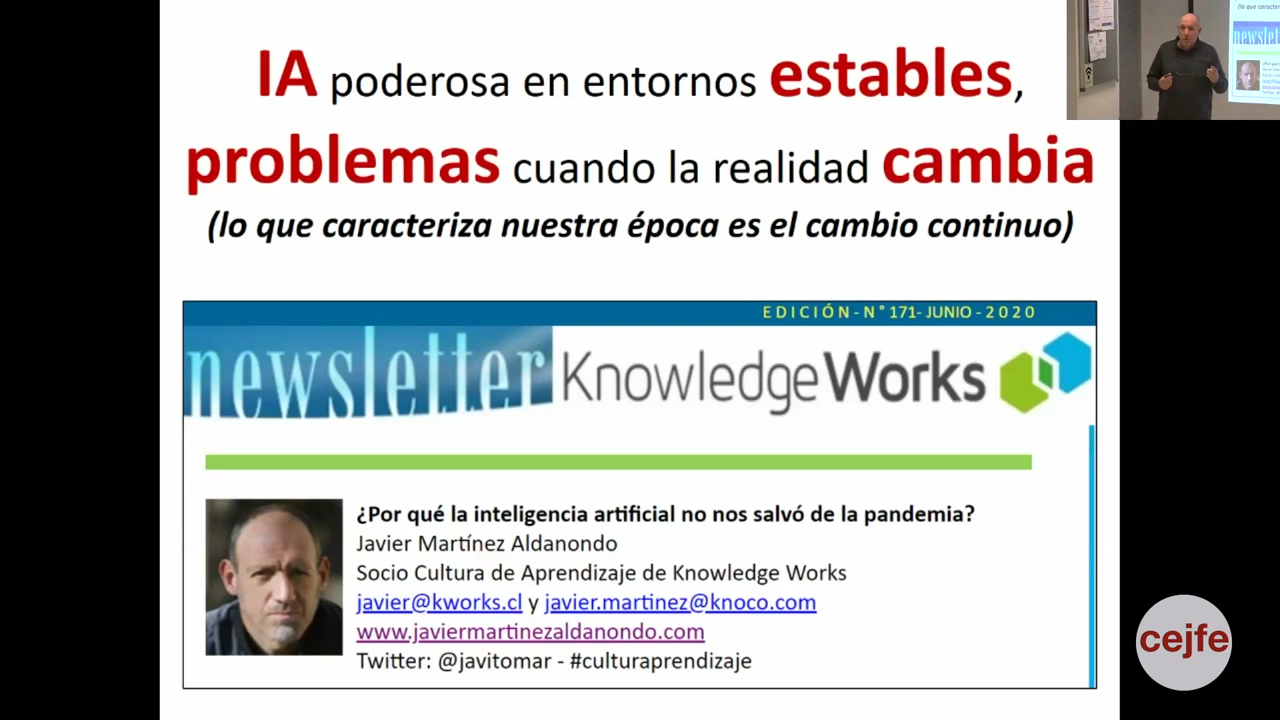 IA poderosa en entornos estables,
problemas cuando la realidad cambia
(lo que caracteriza nuestra época es el cambio continuo)
EDICIÓN - N° 171- JUNIO - 2020
newsletter KnowledgeWorks
¿Por qué la inteligencia artificial no nos salvó de la pandemia?
Javier Martínez Aldanondo
Socio Cultura de Aprendizaje de Knowledge Works
javier@kworks.cl y javier.martinez@knoco.com
www.javiermartinezaldanondo.com
Twitter: @javitomar - #culturaprendizaje
cejfe